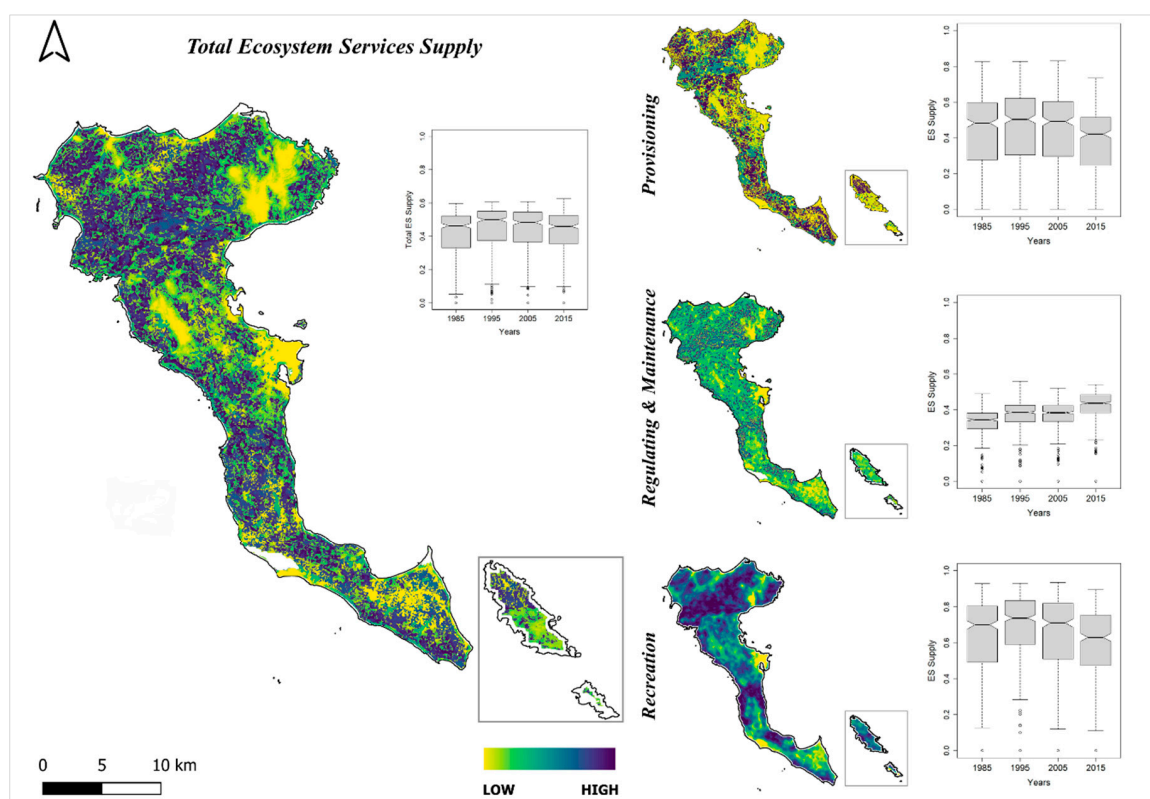 Total Ecosystem Services Supply
Total ES Supply
1.0
0.8
0.6
0.4
0.2
0.0
1985 1995 2005 2015
Years
Provisioning
ES Supply
1.0
0.8
0.6
0.4
0.2
0.0
1985 1995 2005 2015
Years
Regulating & Maintenance
ES Supply
1.0
0.8
0.6
0.4
0.2
0.0
1985 1995 2005 2015
Years
Recreation
ES Supply
1.0
0.8
0.6
0.4
0.2
0.0
1985 1995 2005 2015
Years
0 5 10 km
LOW HIGH